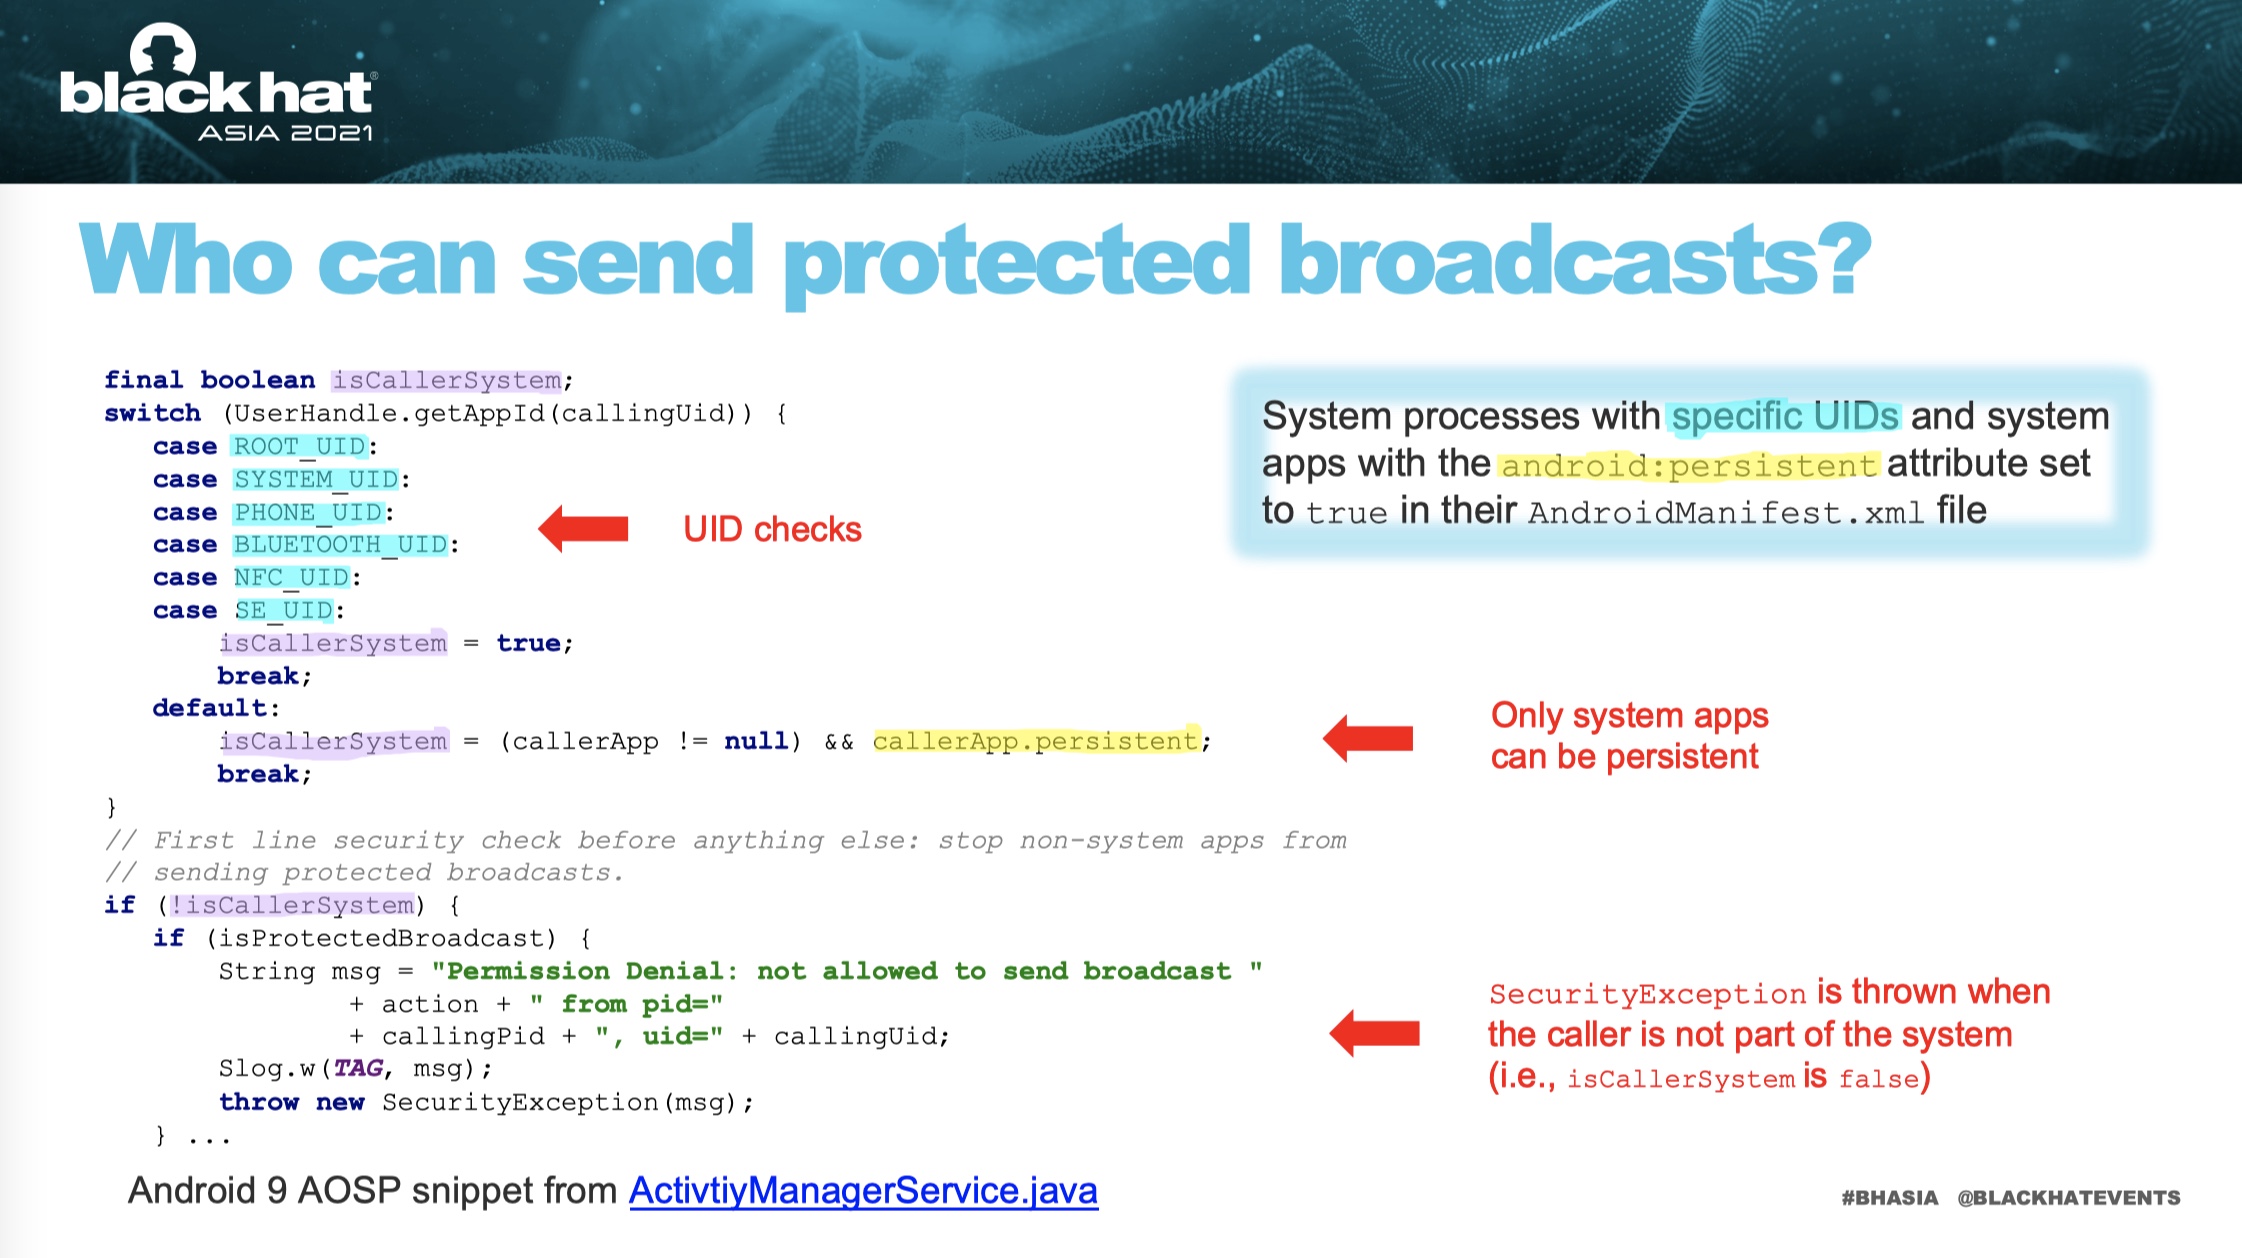 black hat®
ASIA 2021
Who can send protected broadcasts?
final boolean isCallerSystem;
switch (UserHandle.getAppId(callingUid)) {
case ROOT_UID:
case SYSTEM_UID:
case PHONE_UID:
case BLUETOOTH_UID:
case NFC_UID:
case SE_UID:
isCallerSystem = true;
break;
default:
isCallerSystem = (callerApp != null) && callerApp.persistent;
break;
}
// First line security check before anything else: stop non-system apps from
// sending protected broadcasts.
if (!isCallerSystem) {
if (isProtectedBroadcast) {
String msg = "Permission Denial: not allowed to send broadcast "
+ action + " from pid="
+ callingPid + ", uid=" + callingUid;
Slog.w(TAG, msg);
throw new SecurityException(msg);
} ...
Android 9 AOSP snippet from ActivtiyManagerService.java
System processes with specific UIDs and system
apps with the android:persistent attribute set
to true in their AndroidManifest.xml file
UID checks
Only system apps
can be persistent
SecurityException is thrown when
the caller is not part of the system
(i.e., isCallerSystem is false)
#BHASIA @BLACKHATEVENTS